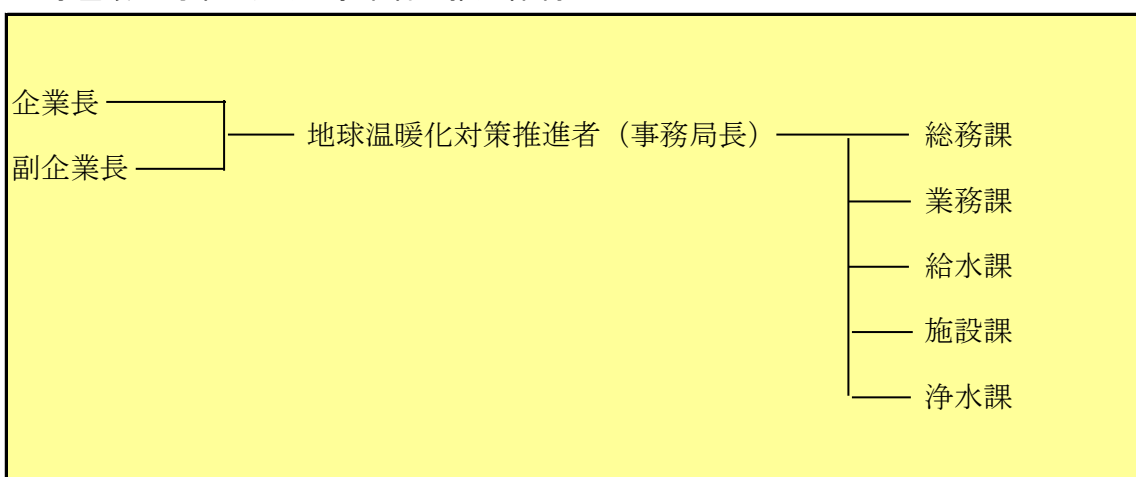 企業長
副企業長
地球温暖化対策推進者（事務局長）
総務課
業務課
給水課
施設課
浄水課